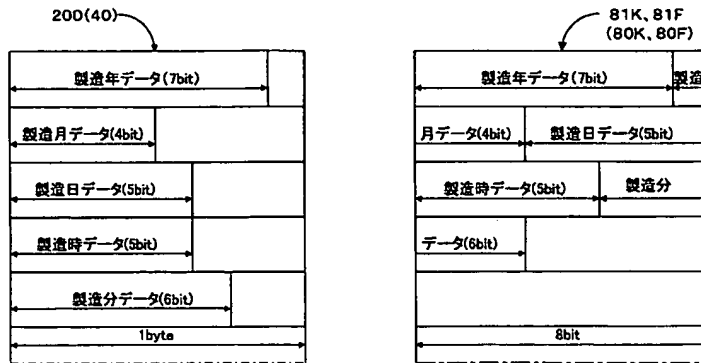 200(40)
製造年データ(7bit)
製造月データ(4bit)
製造日データ(5bit)
製造時データ(5bit)
製造分データ(6bit)
1byte
81K、81F
(80K、80F)
製造年データ(7bit)
製造
月データ(4bit)
製造日データ(5bit)
製造時データ(5bit)
製造分
データ(6bit)
8bit